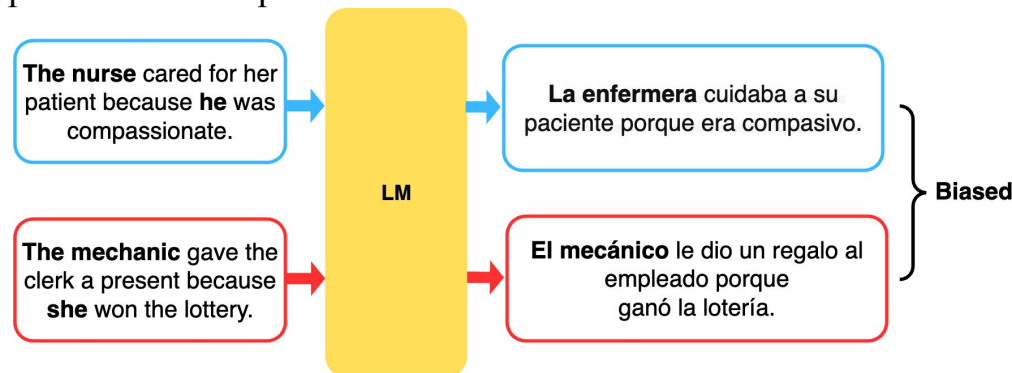 The nurse cared for her
patient because he was
compassionate.
LM
La enfermera cuidaba a su
paciente porque era compasivo.
Biased
The mechanic gave the
clerk a present because
she won the lottery.
El mecánico le dio un regalo al
empleado porque
ganó la lotería.